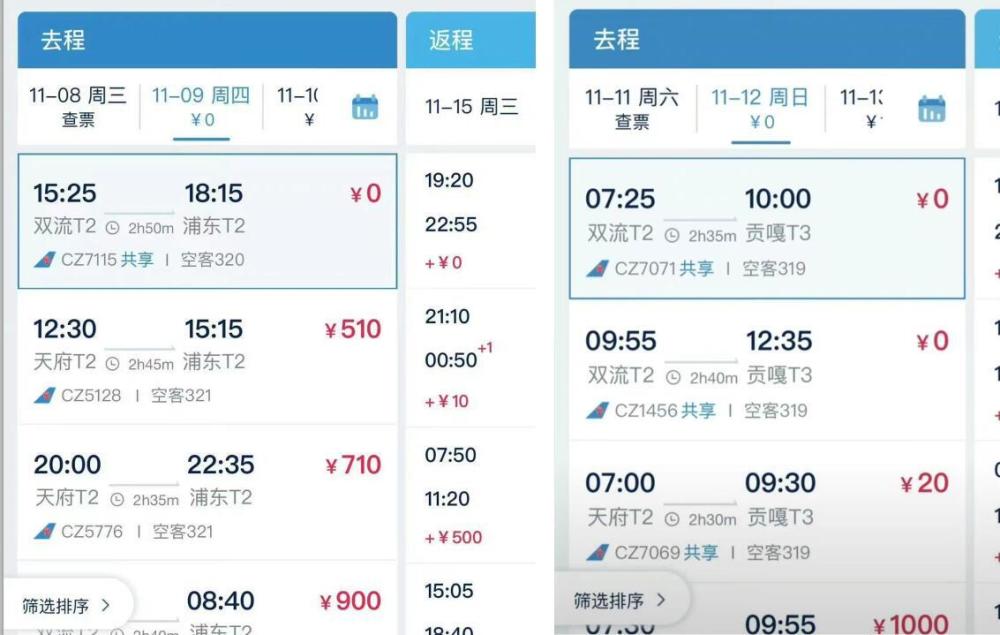 去程
返程
11-08 周三
查票
11-09 周四
¥0
11-10
¥
11-15 周三
15:25
18:15
¥0
双流T2
2h50m
浦东T2
CZ7115 共享 | 空客320
12:30
15:15
¥510
天府T2
2h45m
浦东T2
CZ5128 | 空客321
20:00
22:35
¥710
天府T2
2h35m
浦东T2
CZ5776 | 空客321
08:40
¥900
双流T2
2h40m
浦东T2
筛选排序
19:20
22:55
+¥0
21:10
00:50+1
+¥10
07:50
11:20
+¥500
15:05
18:40
去程
11-11 周六
查票
11-12 周日
¥0
11-13
¥
07:25
10:00
¥0
双流T2
2h35m
贡嘎T3
CZ7071 共享 | 空客319
09:55
12:35
¥0
双流T2
2h40m
贡嘎T3
CZ1456 共享 | 空客319
07:00
09:30
¥20
天府T2
2h30m
贡嘎T3
CZ7069 共享 | 空客319
07:30
09:55
¥1000
筛选排序